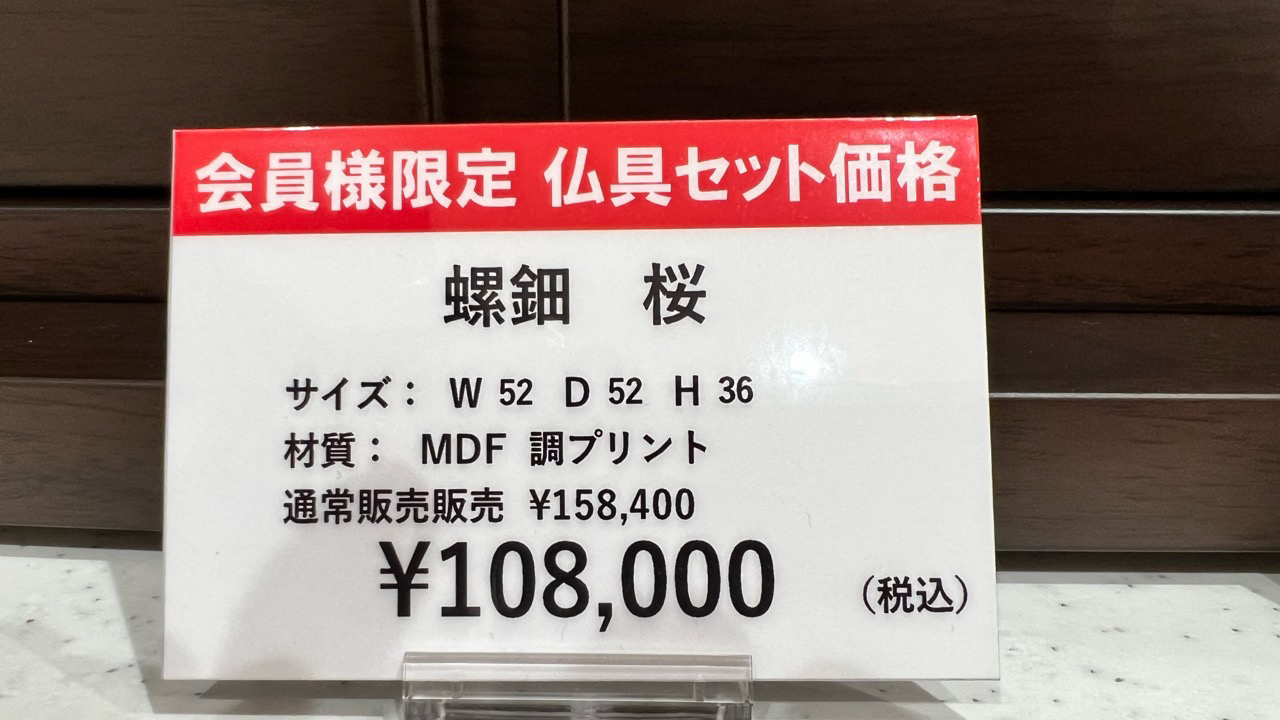 会員様限定 仏具セット価格
螺鈿　桜
サイズ： W 52 D 52 H 36
材質： MDF 調プリント
通常販売販売 ¥158,400
¥108,000 （税込）